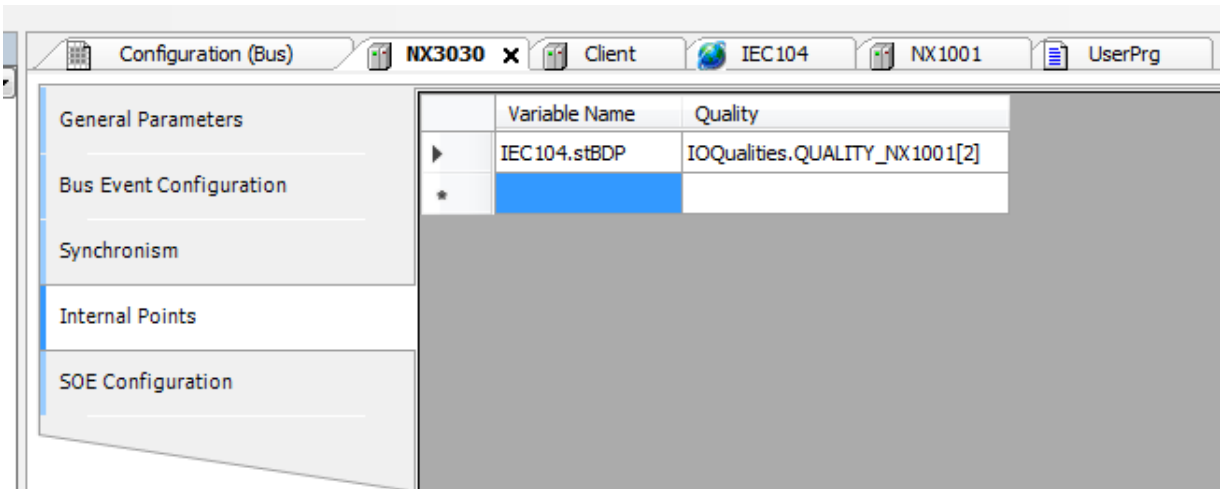 Configuration (Bus) NX3030 Client IEC104 NX1001 UserPrg
General Parameters
Bus Event Configuration
Synchronism
Internal Points
SOE Configuration
Variable Name Quality
IEC104.stBDP IOQualities.QUALITY_NX1001[2]